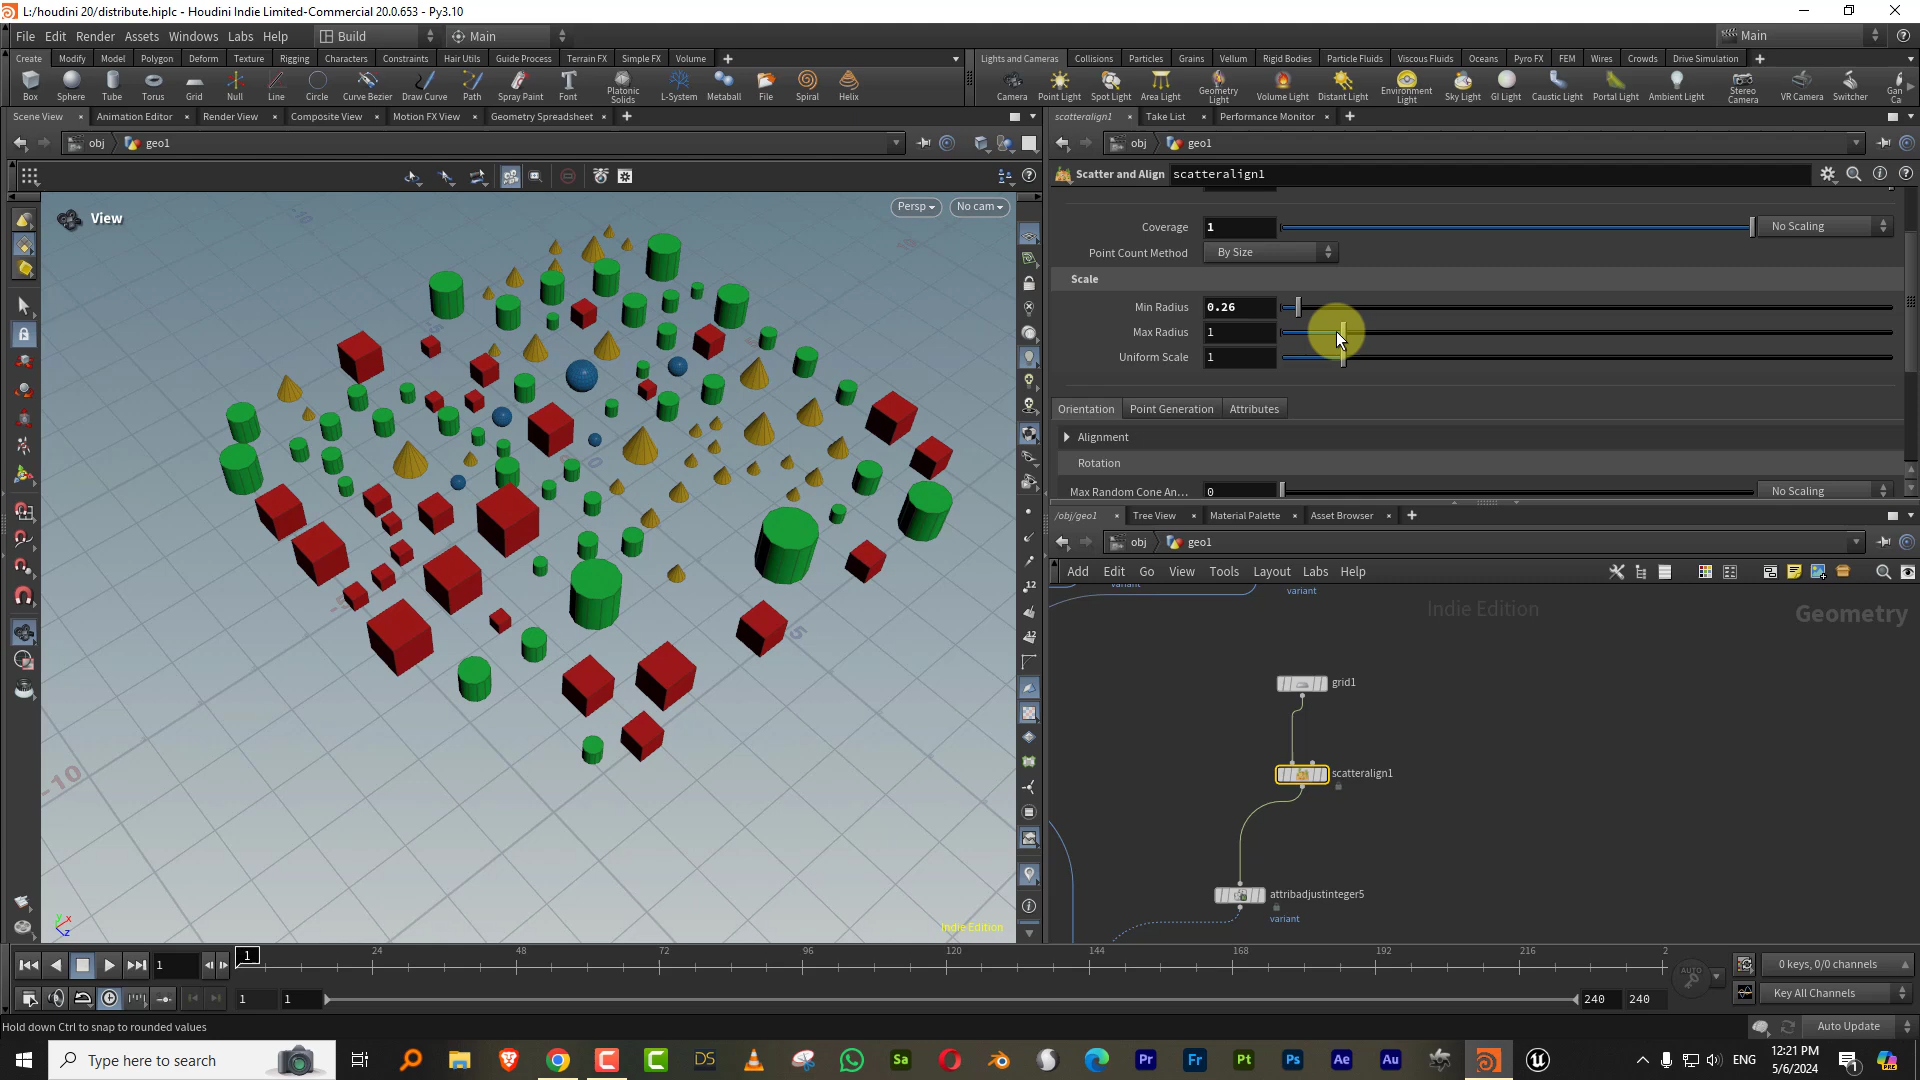 L:/houdini 20/distribute.hiplc - Houdini Indie Limited-Commercial 20.0.653 - Py3.10
File Edit Render Assets Windows Labs Help Build Main Main
Create Modify Model Polygon Deform Texture Rigging Characters Constraints Hair Utils Guide Process Terrain FX Simple FX Volume
Lights and Cameras Collisions Particles Grains Vellum Rigid Bodies Particle Fluids Viscous Fluids Oceans Pyro FX FEM Wires Crowds Drive Simulation
Box Sphere Tube Torus Grid Null Line Circle Curve Bezier Draw Curve Path Spray Paint Font Platonic Solids L-System Metaball File Spiral Helix
Camera Point Light Spot Light Area Light Geometry Light Volume Light Distant Light Environment Light Sky Light GI Light Caustic Light Portal Light Ambient Light Stereo Camera VR Camera Switcher Gan Ca
Scene View Animation Editor Render View Composite View Motion FX View Geometry Spreadsheet
scatteralign1 Take List Performance Monitor
obj geo1
obj geo1
Scatter and Align scatteralign1
View
Persp No cam
Coverage 1 No Scaling
Point Count Method By Size
Scale
Min Radius 0.26
Max Radius 1
Uniform Scale 1
Orientation Point Generation Attributes
Alignment
Rotation
Max Random Cone An... 0 No Scaling
/obj/geo1 Tree View Material Palette Asset Browser
obj geo1
Add Edit Go View Tools Layout Labs Help
variant
variant
Indie Edition
Geometry
grid1
scatteralign1
attribadjustinteger5
variant
Indie Edition
1
1 24 48 72 96 120 144 168 192 216 2
0 keys, 0/0 channels
AUTO
1 1 240 240
Key All Channels
Hold down Ctrl to snap to rounded values
Auto Update
Type here to search
ENG
12:21 PM
5/6/2024